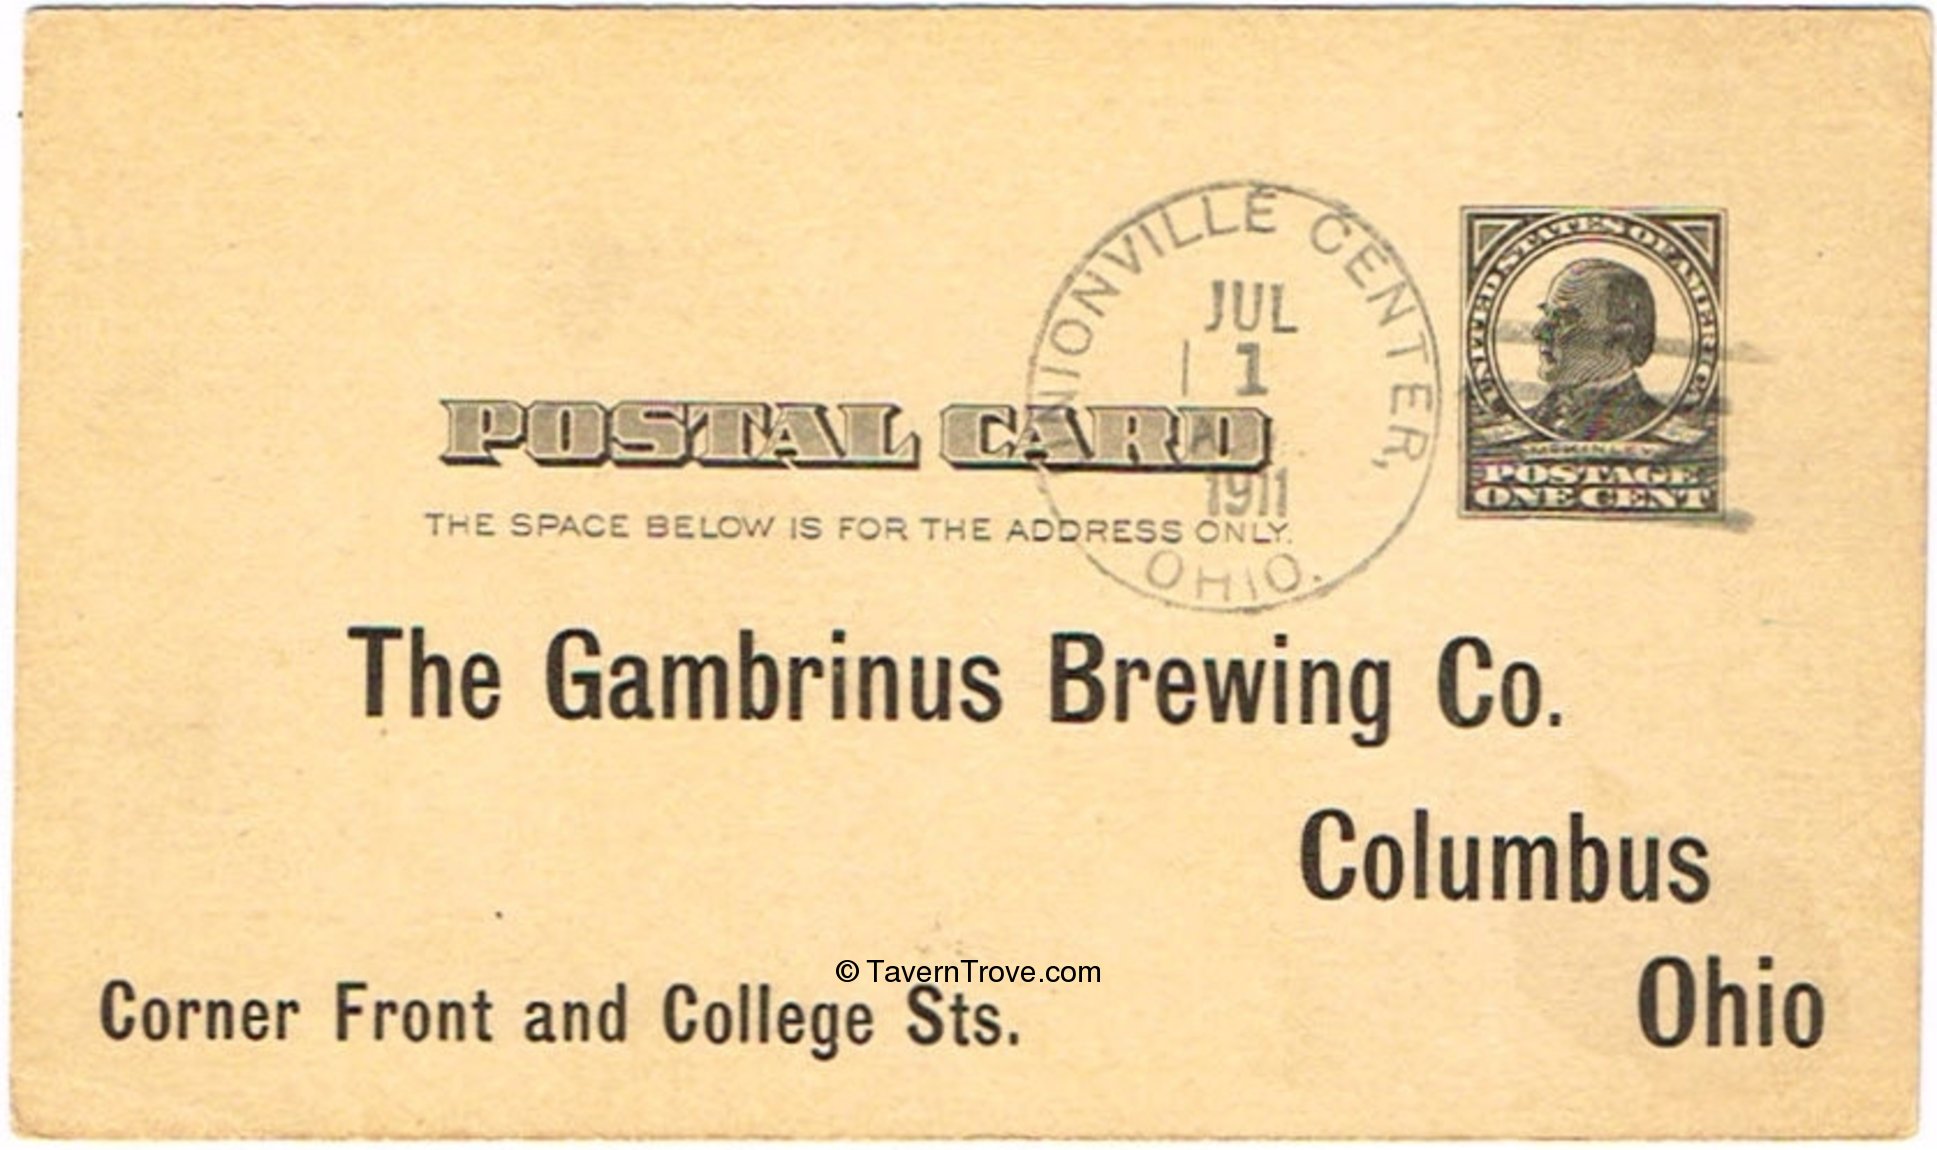 UNIONVILLE CENTER,
JUL
1
1911
OHIO.
UNITED STATES OF AMERICA
MCKINLEY
POSTAGE
ONE CENT
POSTAL CARD
THE SPACE BELOW IS FOR THE ADDRESS ONLY.
The Gambrinus Brewing Co.
Columbus
Ohio
© TavernTrove.com
Corner Front and College Sts.